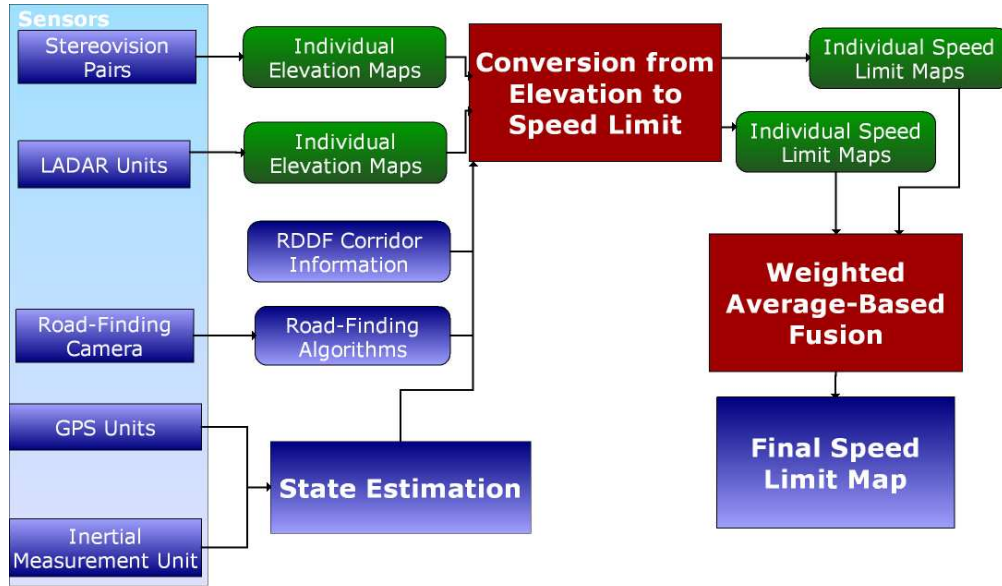 Sensors
Stereovision
Pairs
Individual
Elevation Maps
Conversion from
Elevation to
Speed Limit
Individual Speed
Limit Maps
LADAR Units
Individual
Elevation Maps
Individual Speed
Limit Maps
RDDF Corridor
Information
Weighted
Average-Based
Fusion
Road-Finding
Camera
Road-Finding
Algorithms
GPS Units
State Estimation
Final Speed
Limit Map
Inertial
Measurement Unit